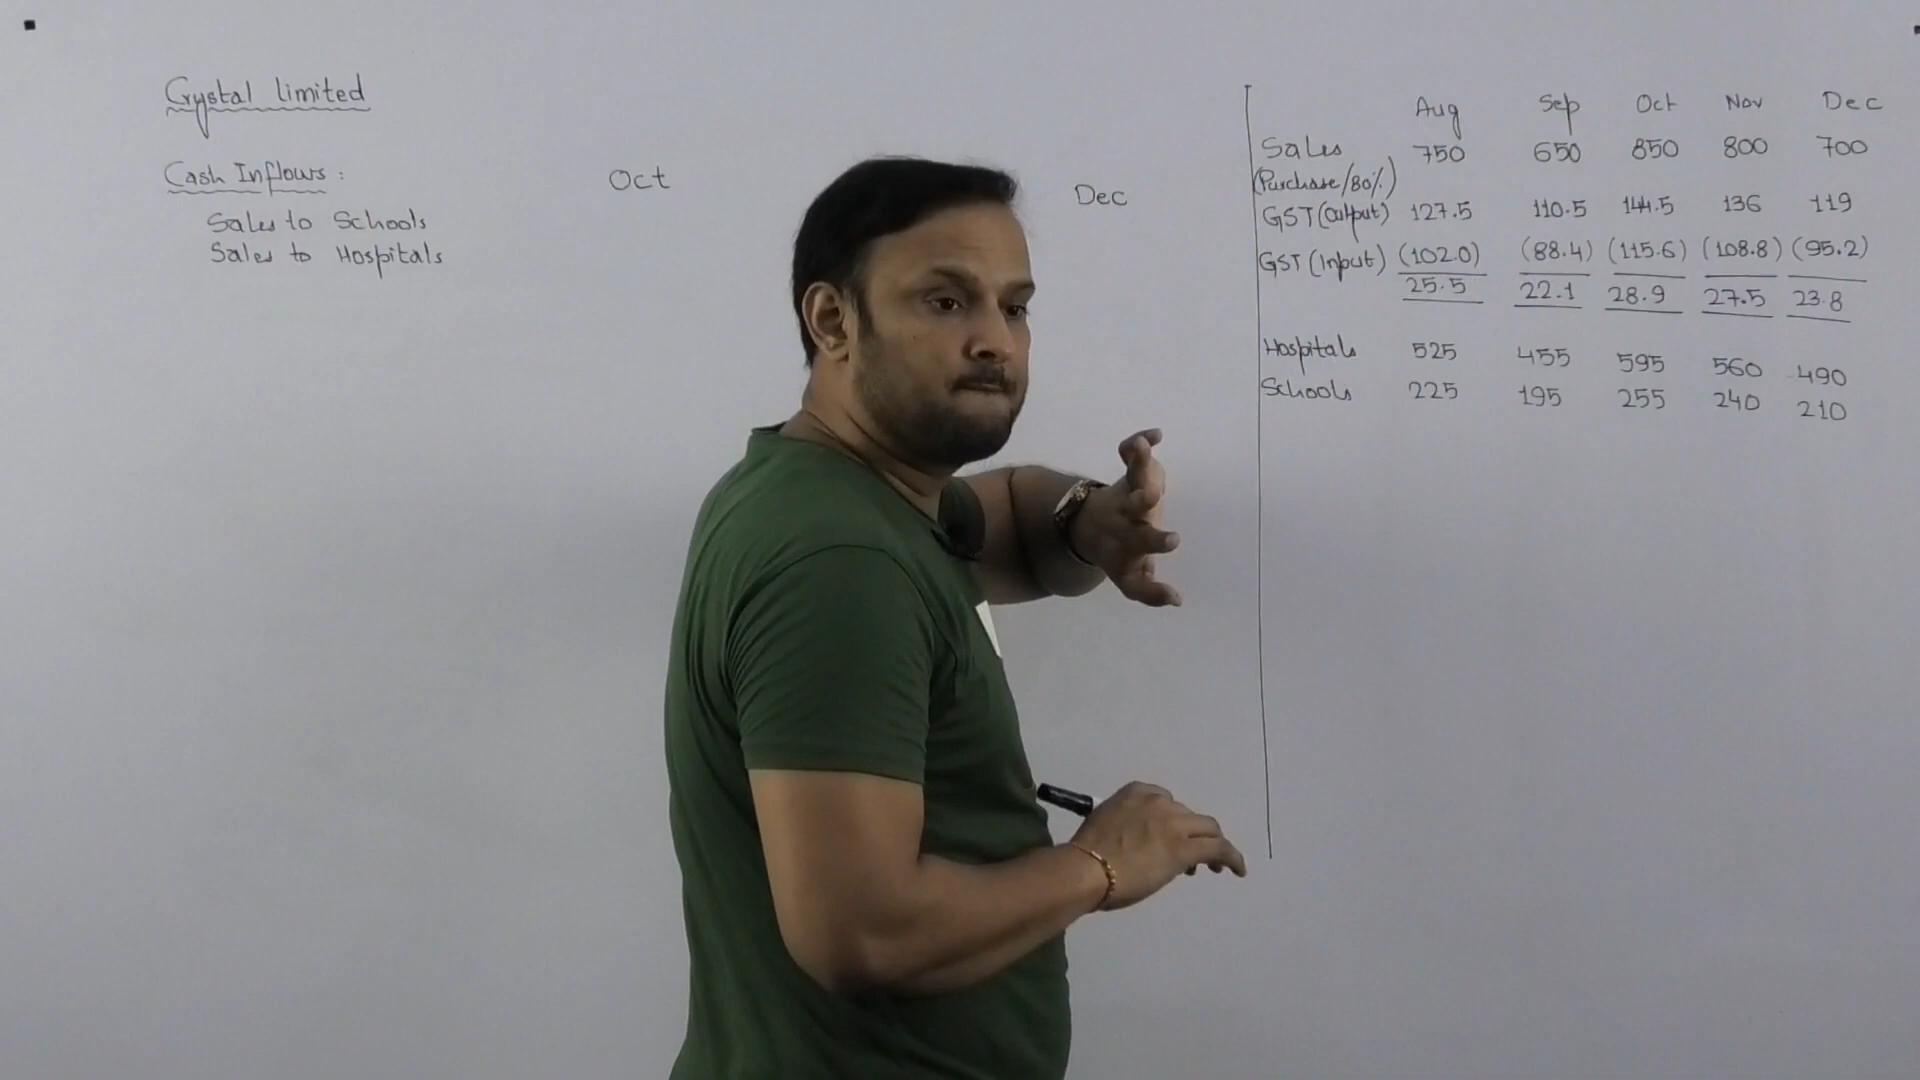 Crystal limited
Cash Inflows :
Oct
Dec
Sales to Schools
Sales to Hospitals
Aug Sep Oct Nov Dec
Sales 750 650 850 800 700
(Purchase/80%)
GST (output) 127.5 110.5 144.5 136 119
GST (Input) (102.0) (88.4) (115.6) (108.8) (95.2)
25.5 22.1 28.9 27.5 23.8
Hospitals 525 455 595 560 490
Schools 225 195 255 240 210